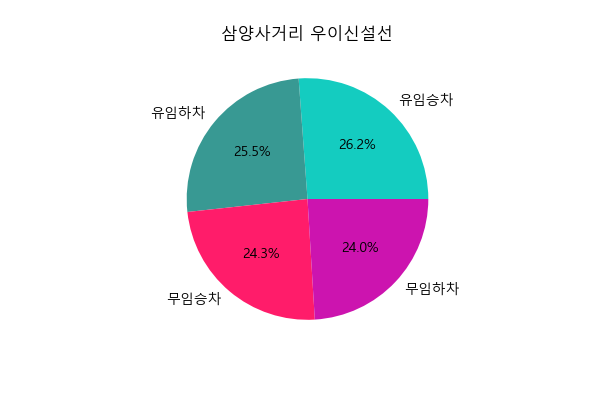 삼양사거리 우이신설선
유임승차
유임하차
26.2%
25.5%
24.3%
24.0%
무임하차
무임승차